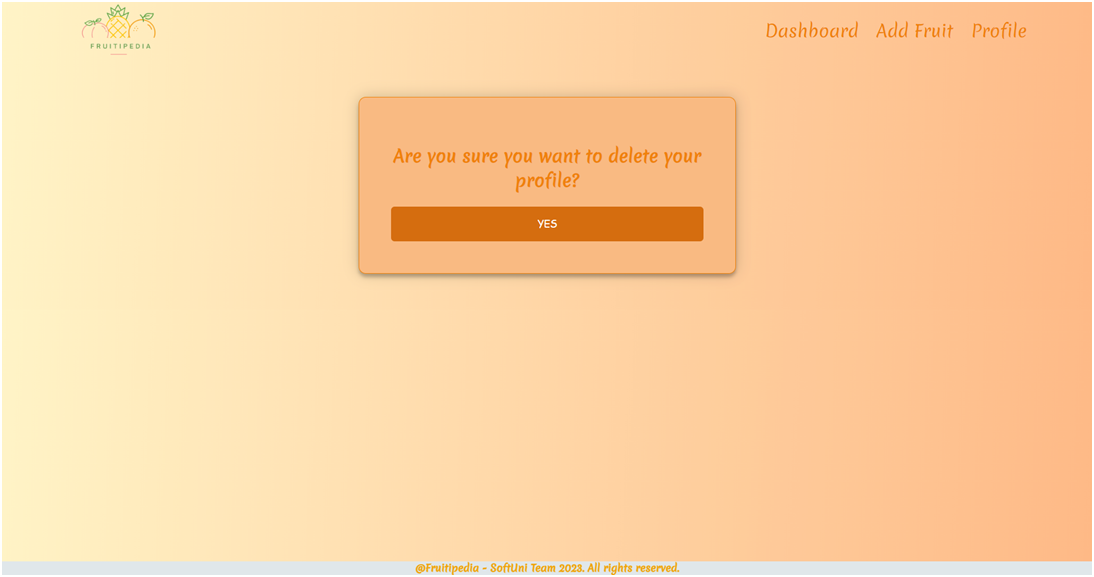 FRUITIPEDIA
Dashboard Add Fruit Profile
Are you sure you want to delete your
profile?
YES
@Fruitipedia - SoftUni Team 2023. All rights reserved.